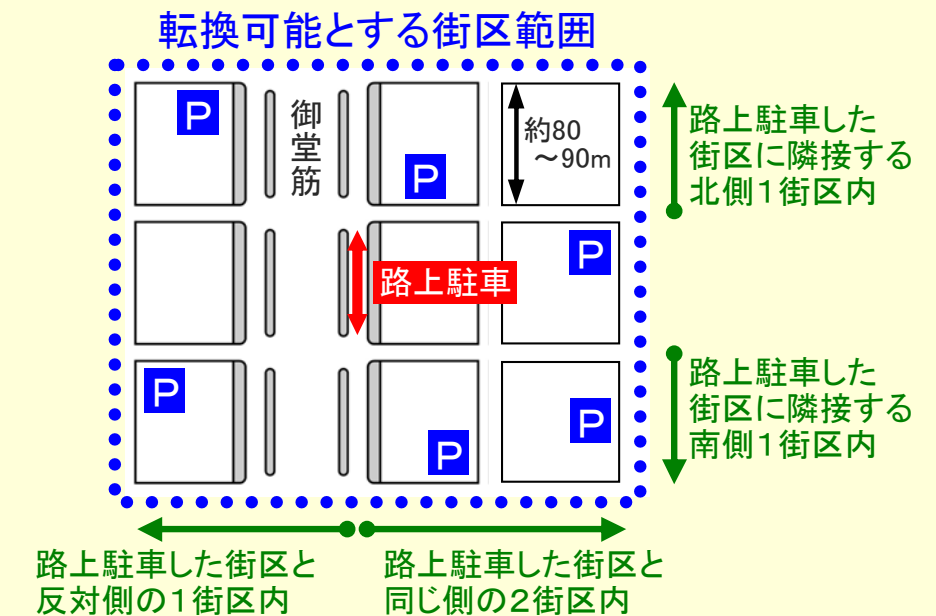 転換可能とする街区範囲
P
御堂筋
P
約80
～90m
路上駐車した
街区に隣接する
北側1街区内
路上駐車
P
P
P
P
路上駐車した
街区に隣接する
南側1街区内
路上駐車した街区と
反対側の1街区内
路上駐車した街区と
同じ側の2街区内